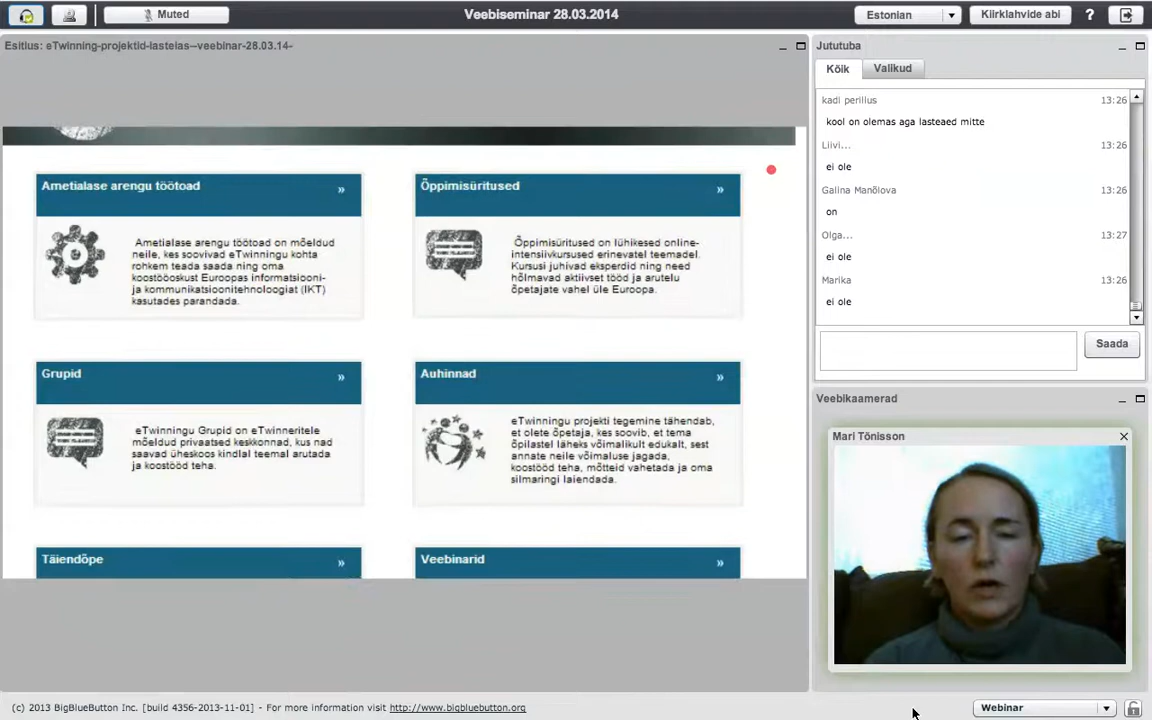 Muted
Veebiseminar 28.03.2014
Estonian
Kiirklahvide abi
?
Esitlus: eTwinning-projektid-lasteias--veebinar-28.03.14-
Ametialase arengu töötoad »
Ametialase arengu töötoad on mõeldud
neile, kes soovivad eTwinningu kohta
rohkem teada saada ning oma
koostööoskust Euroopas informatsiooni-
ja kommunikatsioonitehnoloogiat (IKT)
kasutades parandada.
Õppimisüritused »
Õppimisüritused on lühikesed online-
intensiivkursused erinevatel teemadel.
Kursusi juhivad eksperdid ning need
hõlmavad aktiivset tööd ja arutelu
õpetajate vahel üle Euroopa.
Grupid »
eTwinningu Grupid on eTwinneritele
mõeldud privaatsed keskkonnad, kus nad
saavad üheskoos kindlal teemal arutada
ja koostööd teha.
Auhinnad »
eTwinningu projekti tegemine tähendab,
et olete õpetaja, kes soovib, et tema
õpilastel läheks võimalikult edukalt, sest
annate neile võimaluse jagada,
koostööd teha, mõtteid vahetada ja oma
silmaringi laiendada.
Täiendõpe »
Veebinarid »
Jututuba
Kõik
Valikud
kadi perillus 13:26
kool on olemas aga lasteaed mitte
Liivi... 13:26
ei ole
Galina Manõlova 13:26
on
Olga... 13:27
ei ole
Marika 13:26
ei ole
Saada
Veebikaamerad
Mari Tõnisson
(c) 2013 BigBlueButton Inc. [build 4356-2013-11-01] - For more information visit http://www.bigbluebutton.org
Webinar